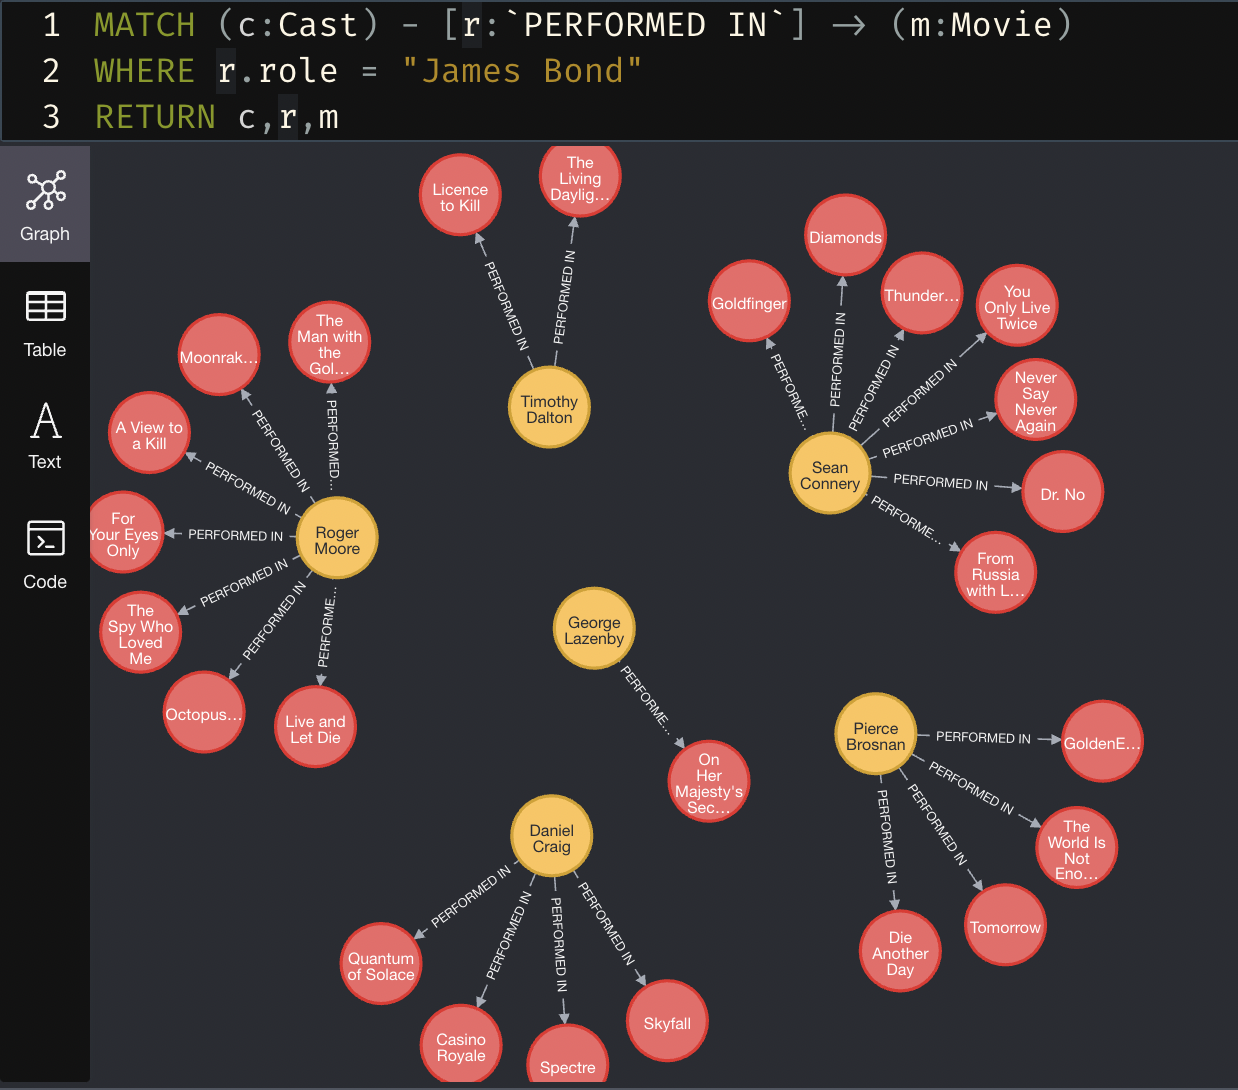 1 MATCH (c:Cast) - [r:`PERFORMED IN`] -> (m:Movie)
2 WHERE r.role = "James Bond"
3 RETURN c,r,m
Graph
Table
Text
Code
Licence
to Kill
The
Living
Daylig...
PERFORMED IN
PERFORMED IN
Timothy
Dalton
Goldfinger
Diamonds
Thunder...
You
Only Live
Twice
Never
Say
Never
Again
Dr. No
From
Russia
with L...
PERFORME...
PERFORMED IN
PERFORMED IN
PERFORMED IN
PERFORMED IN
PERFORMED IN
PERFORME...
Sean
Connery
The
Man with
the
Gol...
Moonrak...
A View to
a Kill
For
Your Eyes
Only
The
Spy Who
Loved
Me
Octopus...
Live and
Let Die
PERFORMED...
PERFORMED IN
PERFORMED IN
PERFORMED IN
PERFORMED IN
PERFORMED IN
PERFORME...
Roger
Moore
George
Lazenby
PERFORME...
On
Her
Majesty's
Sec...
Pierce
Brosnan
PERFORMED IN
PERFORMED IN
PERFORMED IN
PERFORMED IN
GoldenE...
The
World Is
Not
Eno...
Tomorrow
Die
Another
Day
Daniel
Craig
PERFORMED IN
PERFORMED IN
PERFORMED IN
PERFORMED IN
Quantum
of Solace
Casino
Royale
Spectre
Skyfall